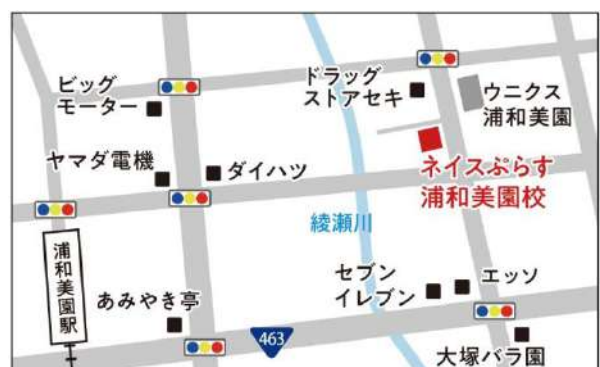 ビッグ
モーター
ドラッグ
ストアセキ
ウニクス
浦和美園
ヤマダ電機
ダイハツ
ネイスぷらす
浦和美園校
綾瀬川
浦和美園駅
セブン
イレブン
エッソ
あみやき亭
463
大塚バラ園